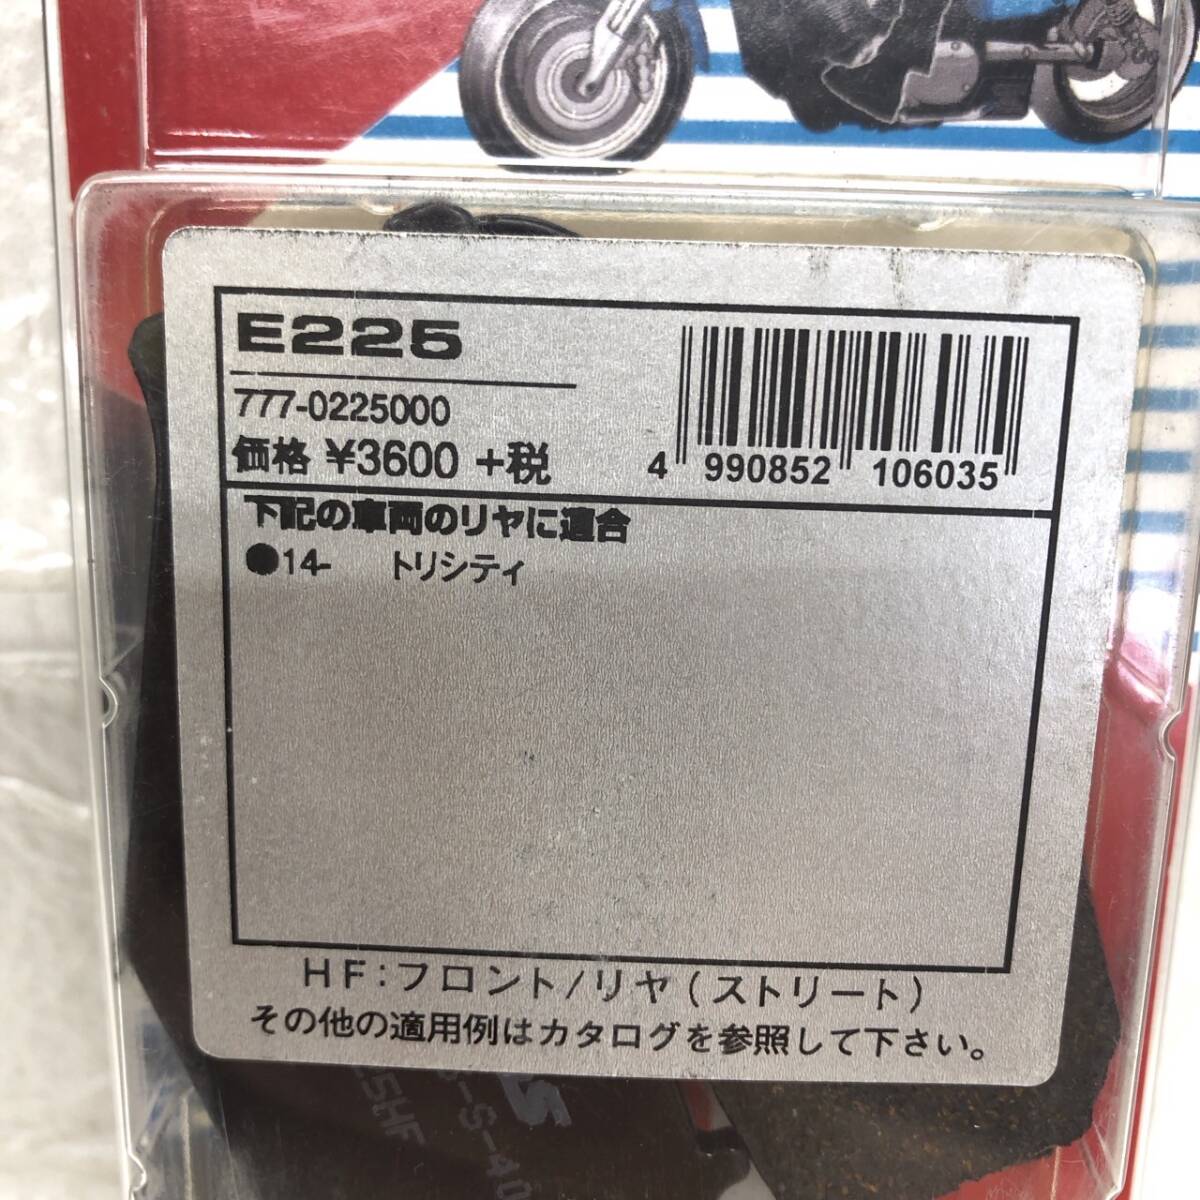 E225
777-0225000
価格 ¥3600 +税
4 990852 106035
下記の車両のリヤに適合
●14- トリシティ
HF:フロント/リヤ(ストリート)
その他の適用例はカタログを参照して下さい。